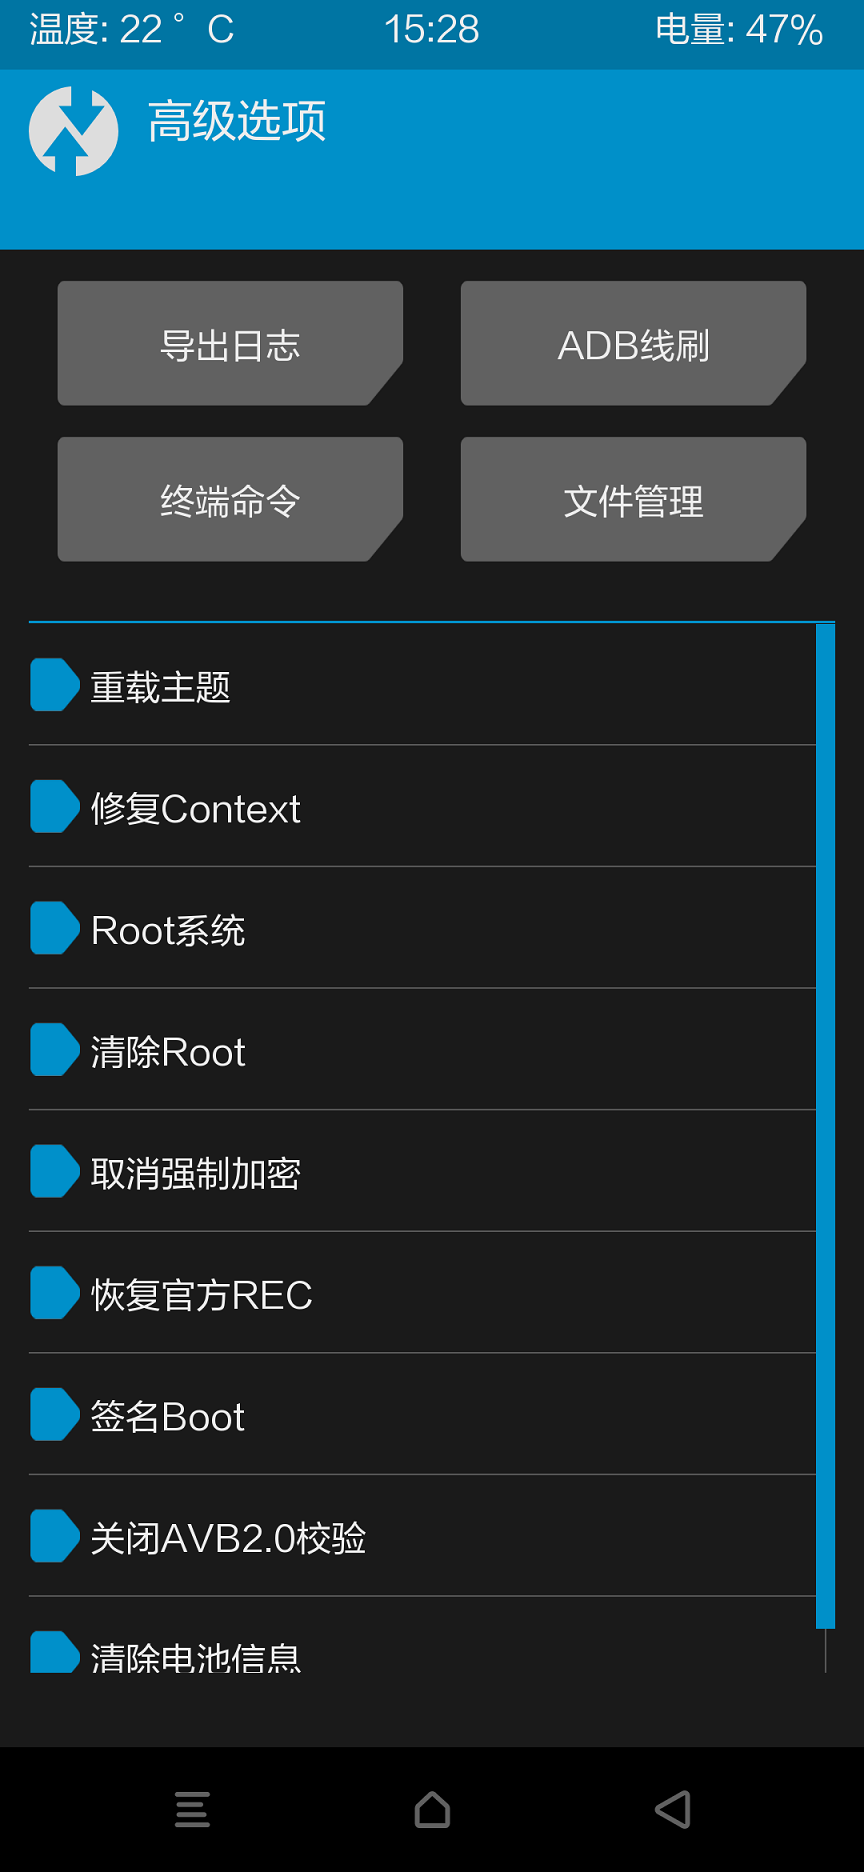 温度: 22 ° C 15:28 电量: 47%
高级选项
导出日志 ADB线刷
终端命令 文件管理
重载主题
修复Context
Root系统
清除Root
取消强制加密
恢复官方REC
签名Boot
关闭AVB2.0校验
清除电池信息